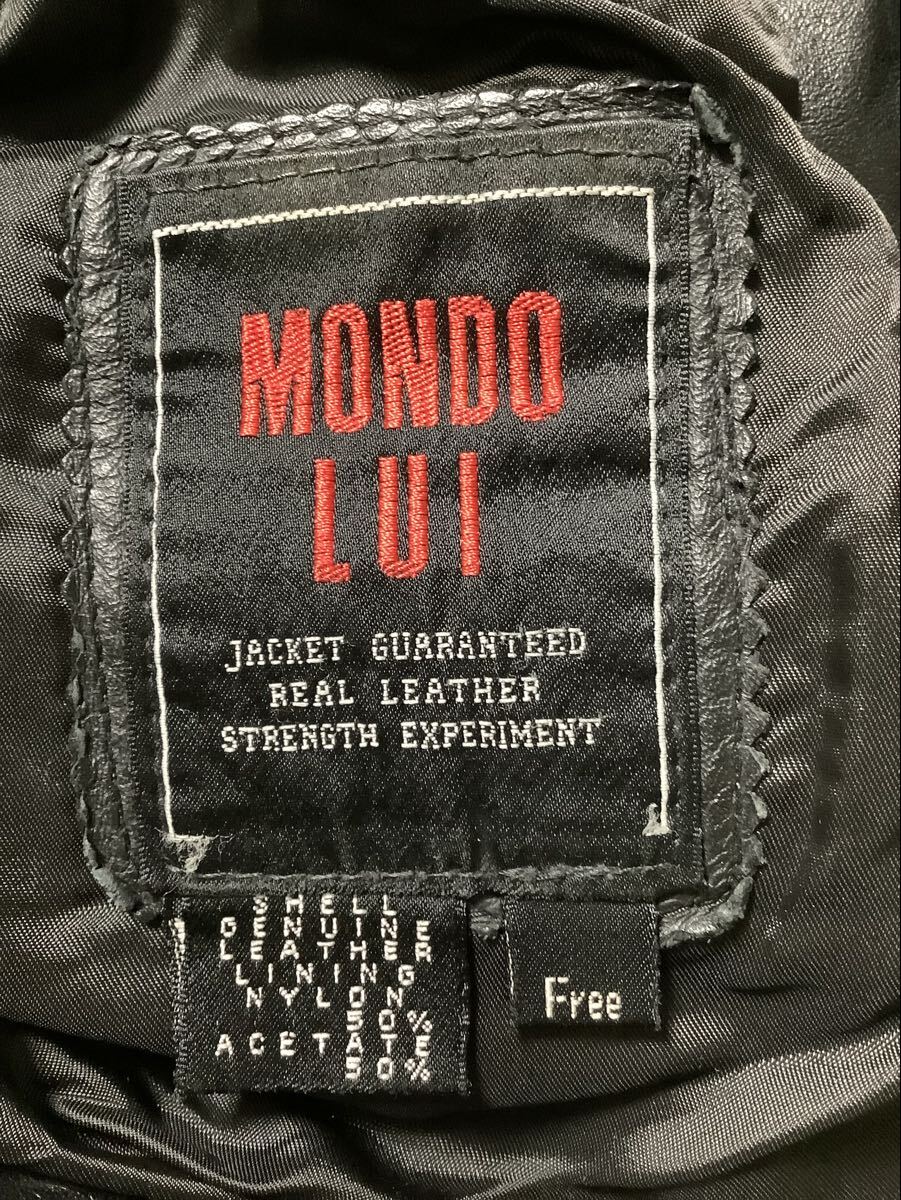 MONDO
LUI
JACKET GUARANTEED
REAL LEATHER
STRENGTH EXPERIMENT
SHELL
GENUINE
LEATHER
LINING
NYLON
50%
ACETATE
50%
Free